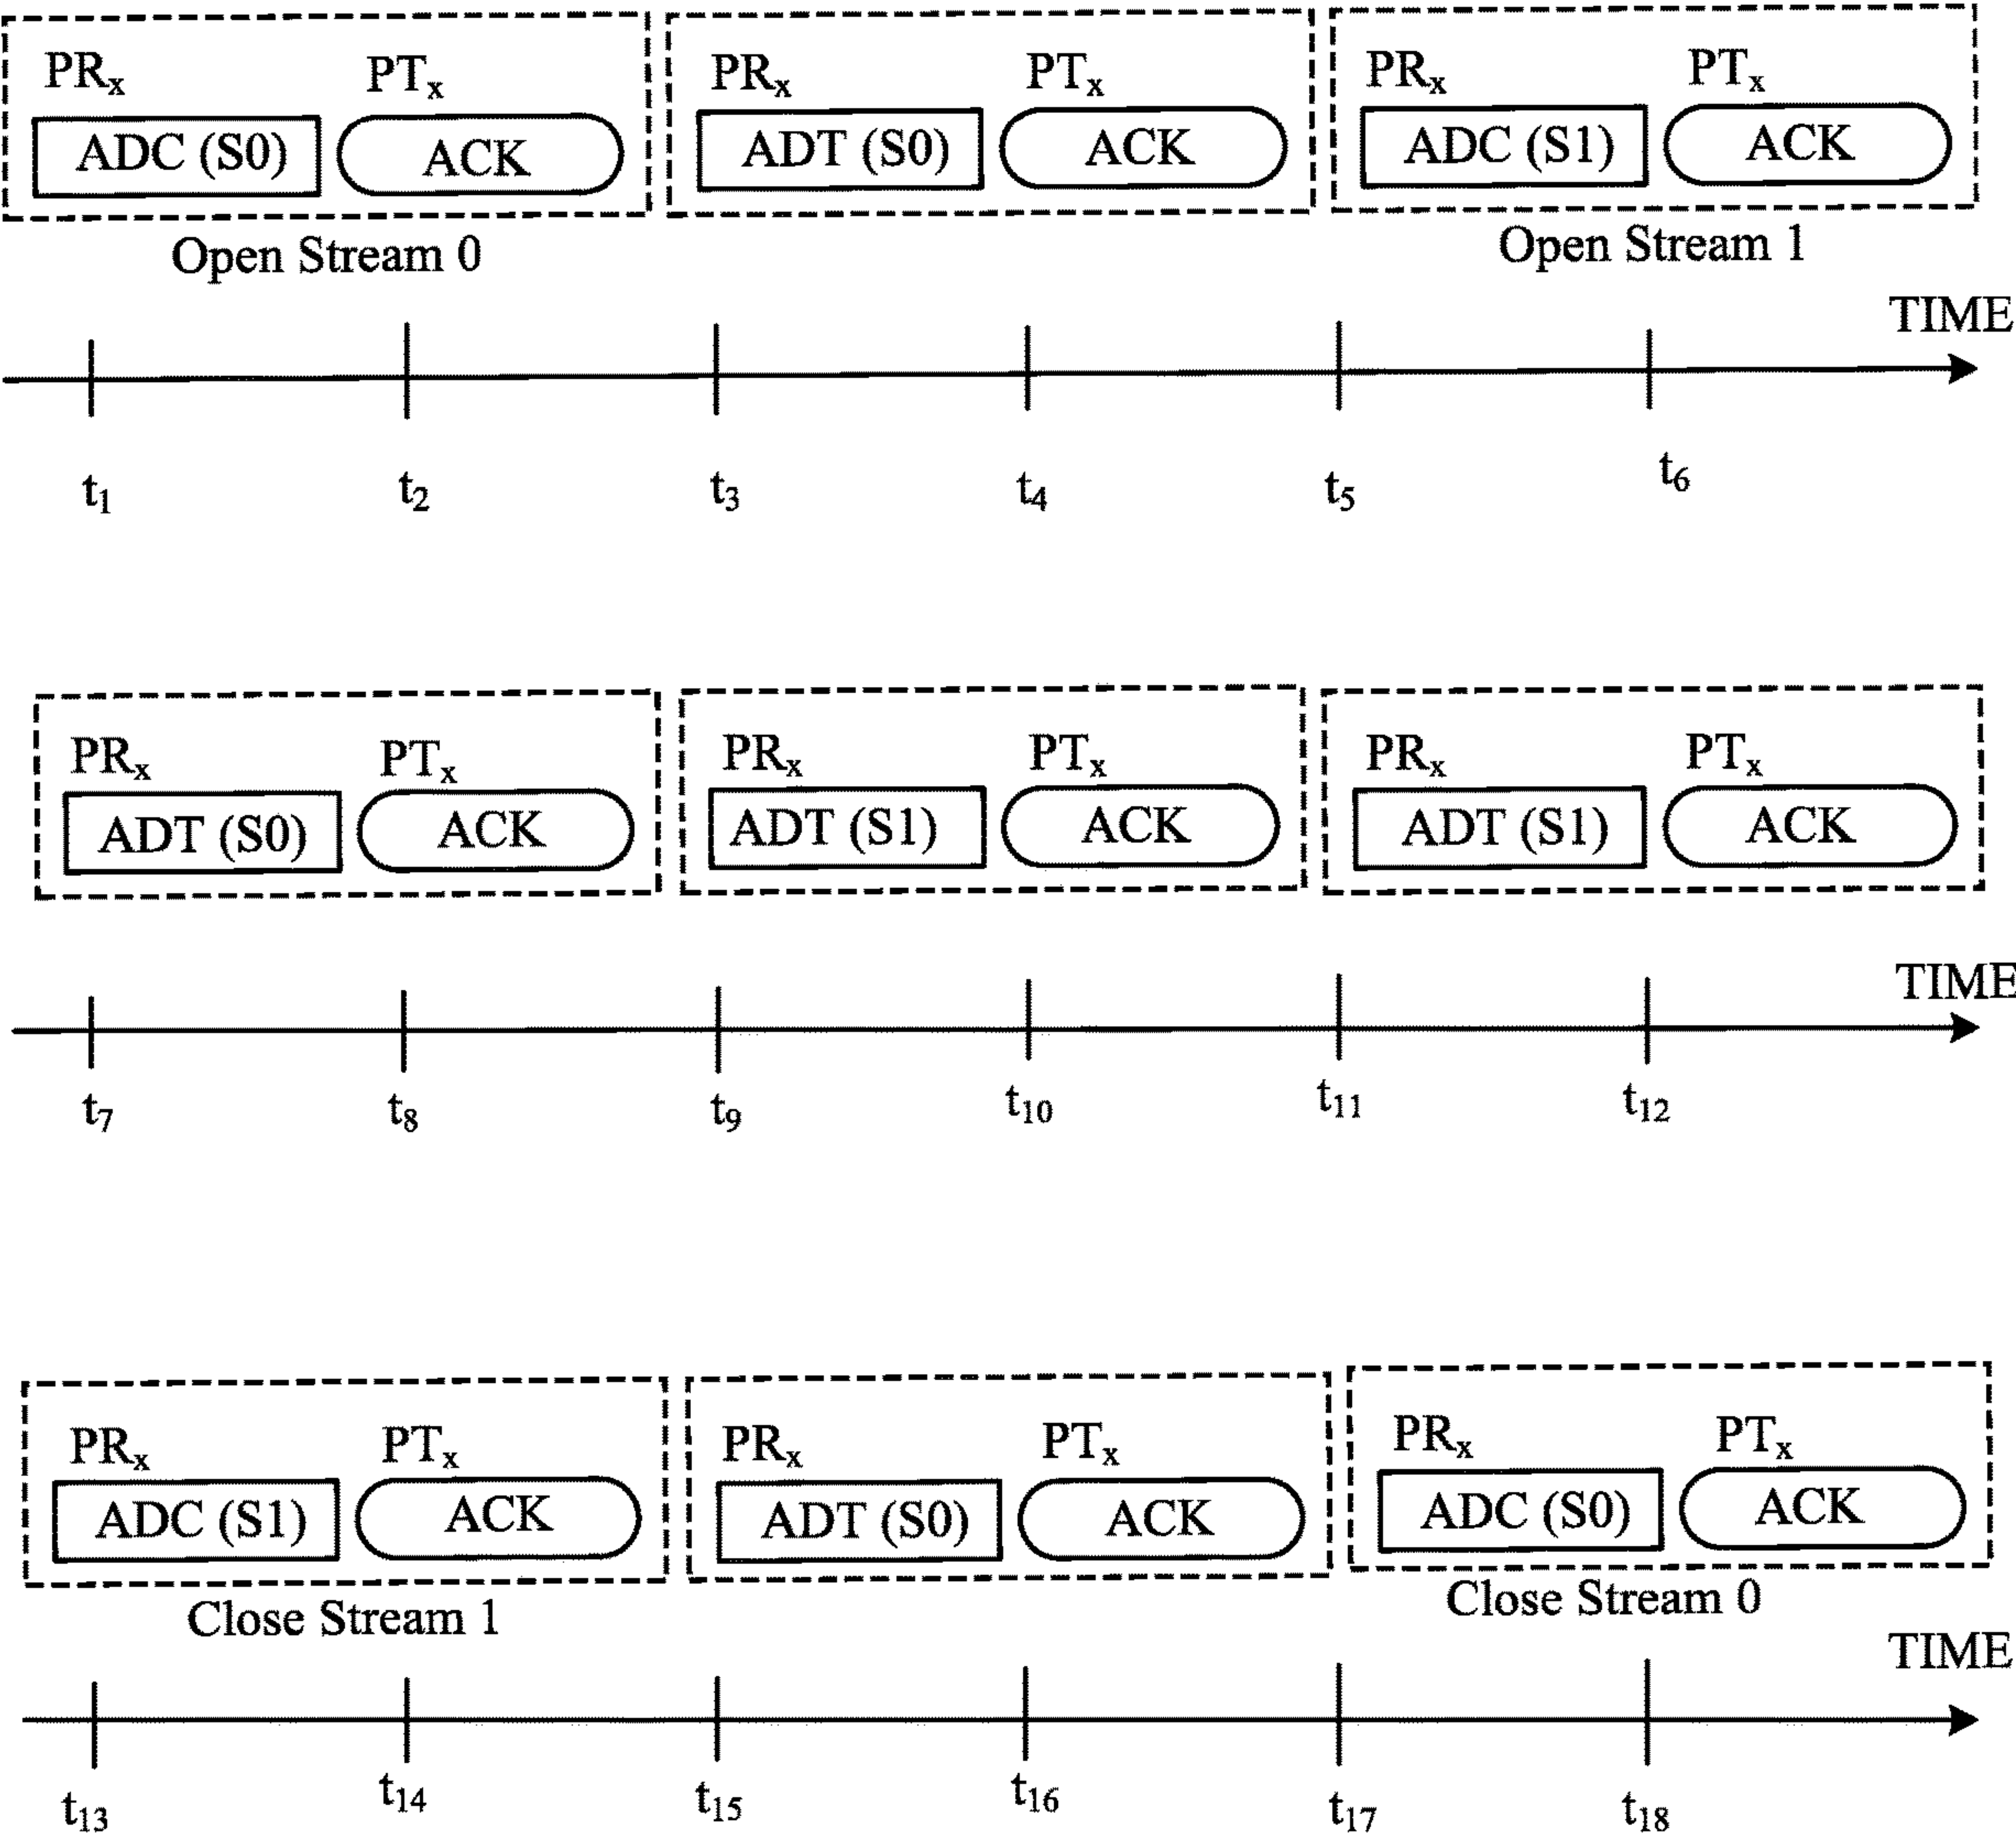 PRx PTx PRx PTx PRx PTx
ADC (S0) ACK ADT (S0) ACK ADC (S1) ACK
Open Stream 0 Open Stream 1
TIME
t1 t2 t3 t4 t5 t6
PRx PTx PRx PTx PRx PTx
ADT (S0) ACK ADT (S1) ACK ADT (S1) ACK
TIME
t7 t8 t9 t10 t11 t12
PRx PTx PRx PTx PRx PTx
ADC (S1) ACK ADT (S0) ACK ADC (S0) ACK
Close Stream 1 Close Stream 0
TIME
t13 t14 t15 t16 t17 t18